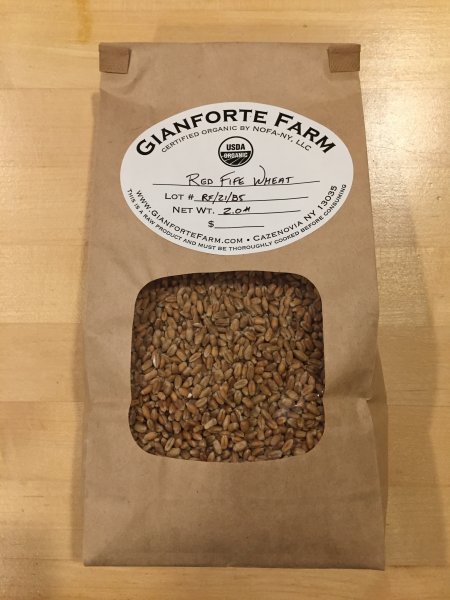 GIANFORTE FARM
CERTIFIED ORGANIC BY NOFA-NY, LLC
USDA
ORGANIC
RED FIFE WHEAT
LOT # RF/21/B5
NET WT. 2.0#
$
WWW.GIANFORTEFARM.COM • CAZENOVIA NY 13035
THIS IS A RAW PRODUCT AND MUST BE THOROUGHLY COOKED BEFORE CONSUMING